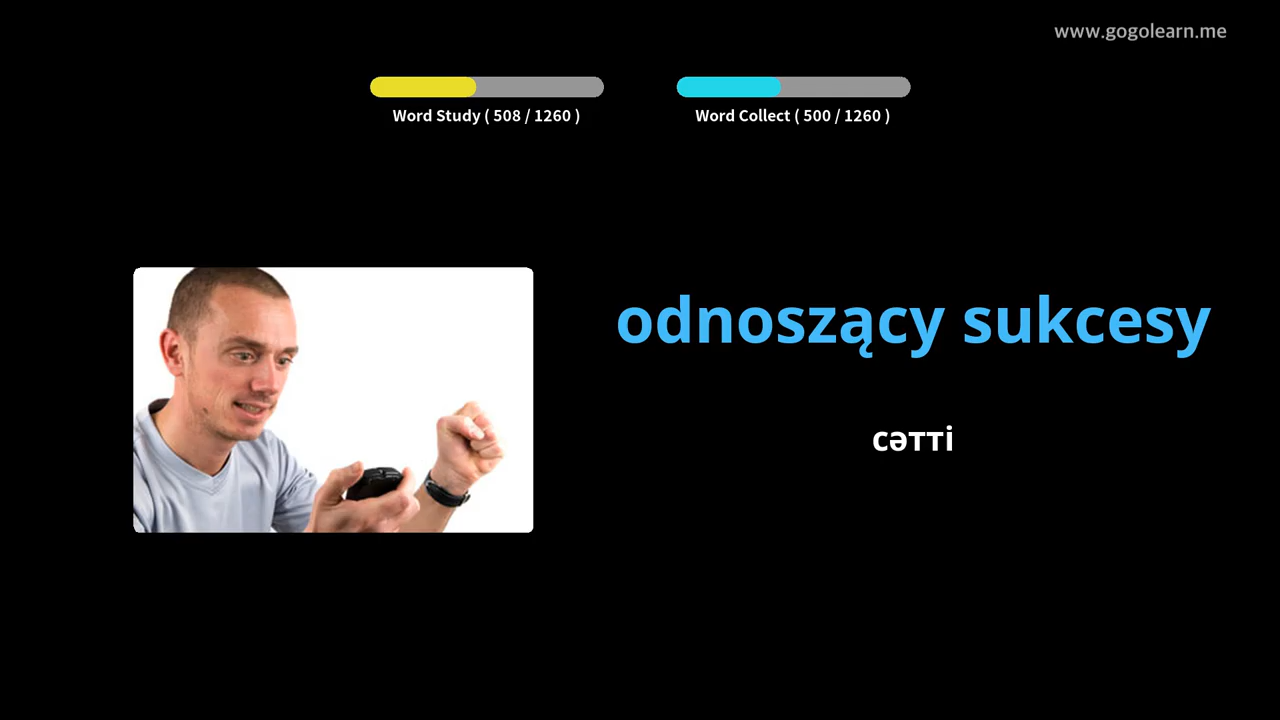 www.gogolearn.me
Word Study ( 508 / 1260 )
Word Collect ( 500 / 1260 )
odnoszący sukcesy
сәтті